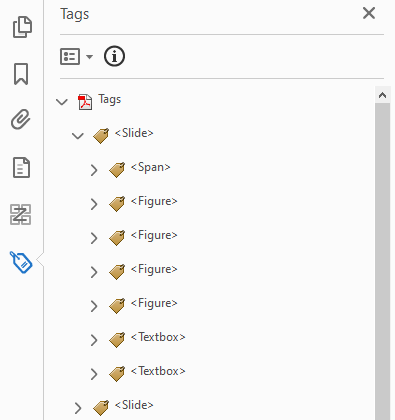 Tags
Tags
<Slide>
<Span>
<Figure>
<Figure>
<Figure>
<Figure>
<Textbox>
<Textbox>
<Slide>